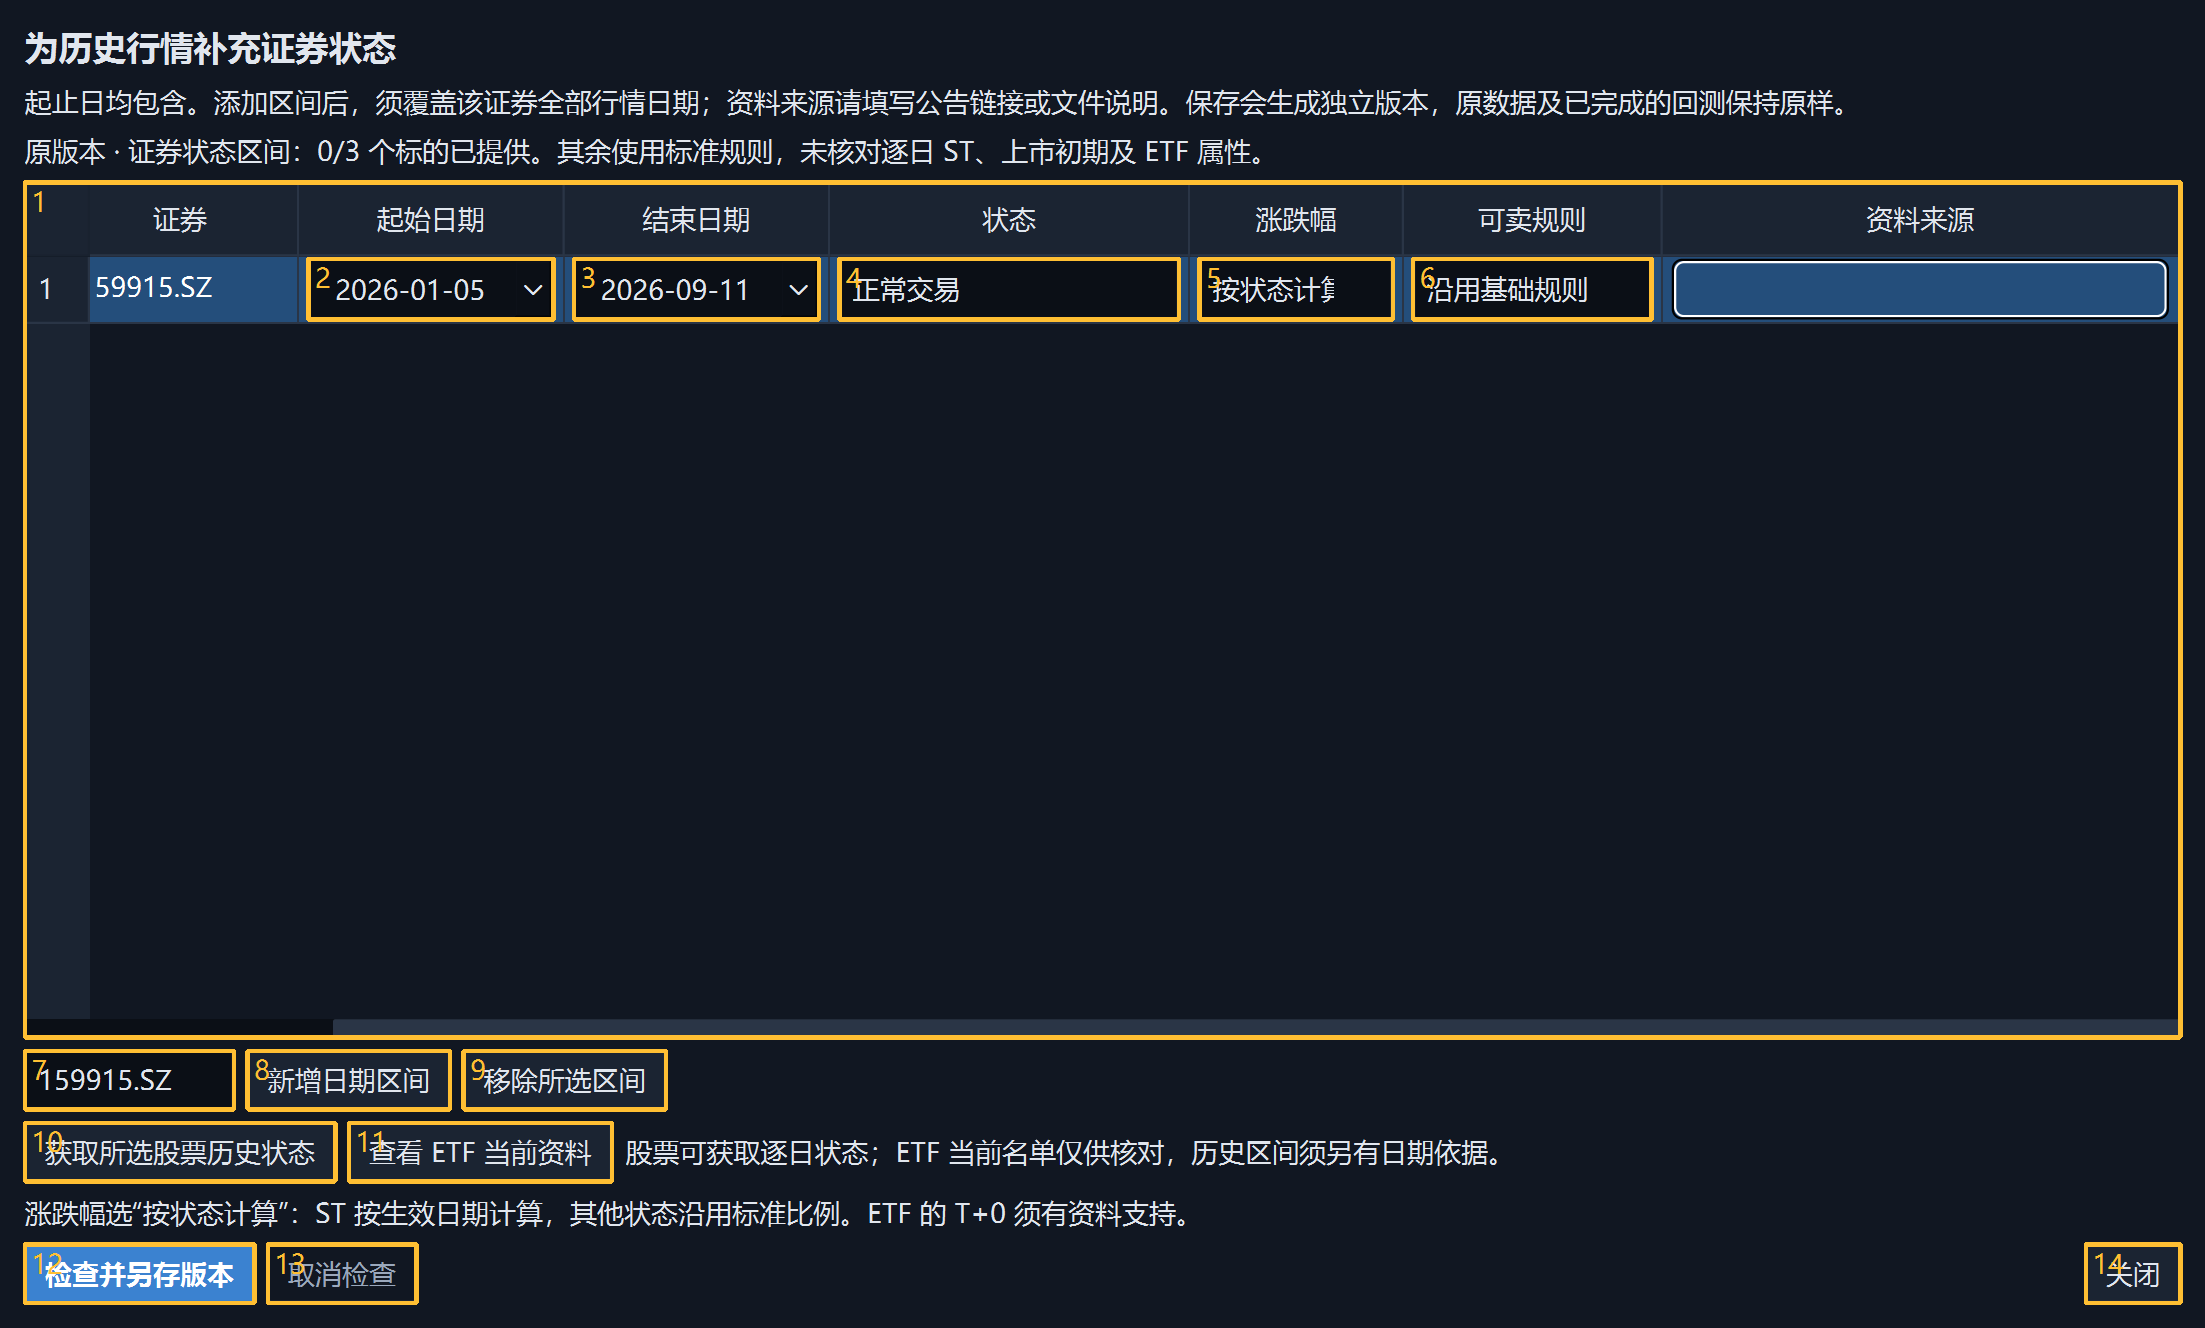 为历史行情补充证券状态
起止日均包含。添加区间后，须覆盖该证券全部行情日期；资料来源请填写公告链接或文件说明。保存会生成独立版本，原数据及已完成的回测保持原样。
原版本 · 证券状态区间：0/3 个标的已提供。其余使用标准规则，未核对逐日 ST、上市初期及 ETF 属性。
1 证券 起始日期 结束日期 状态 涨跌幅 可卖规则 资料来源
1 59915.SZ 2 2026-01-05 3 2026-09-11 4 正常交易 5 按状态计算 6 沿用基础规则
7 159915.SZ 8 新增日期区间 9 移除所选区间
10 获取所选股票历史状态 11 查看 ETF 当前资料 股票可获取逐日状态；ETF 当前名单仅供核对，历史区间须另有日期依据。
涨跌幅选“按状态计算”：ST 按生效日期计算，其他状态沿用标准比例。ETF 的 T+0 须有资料支持。
12 检查并另存版本 13 取消检查 14 关闭